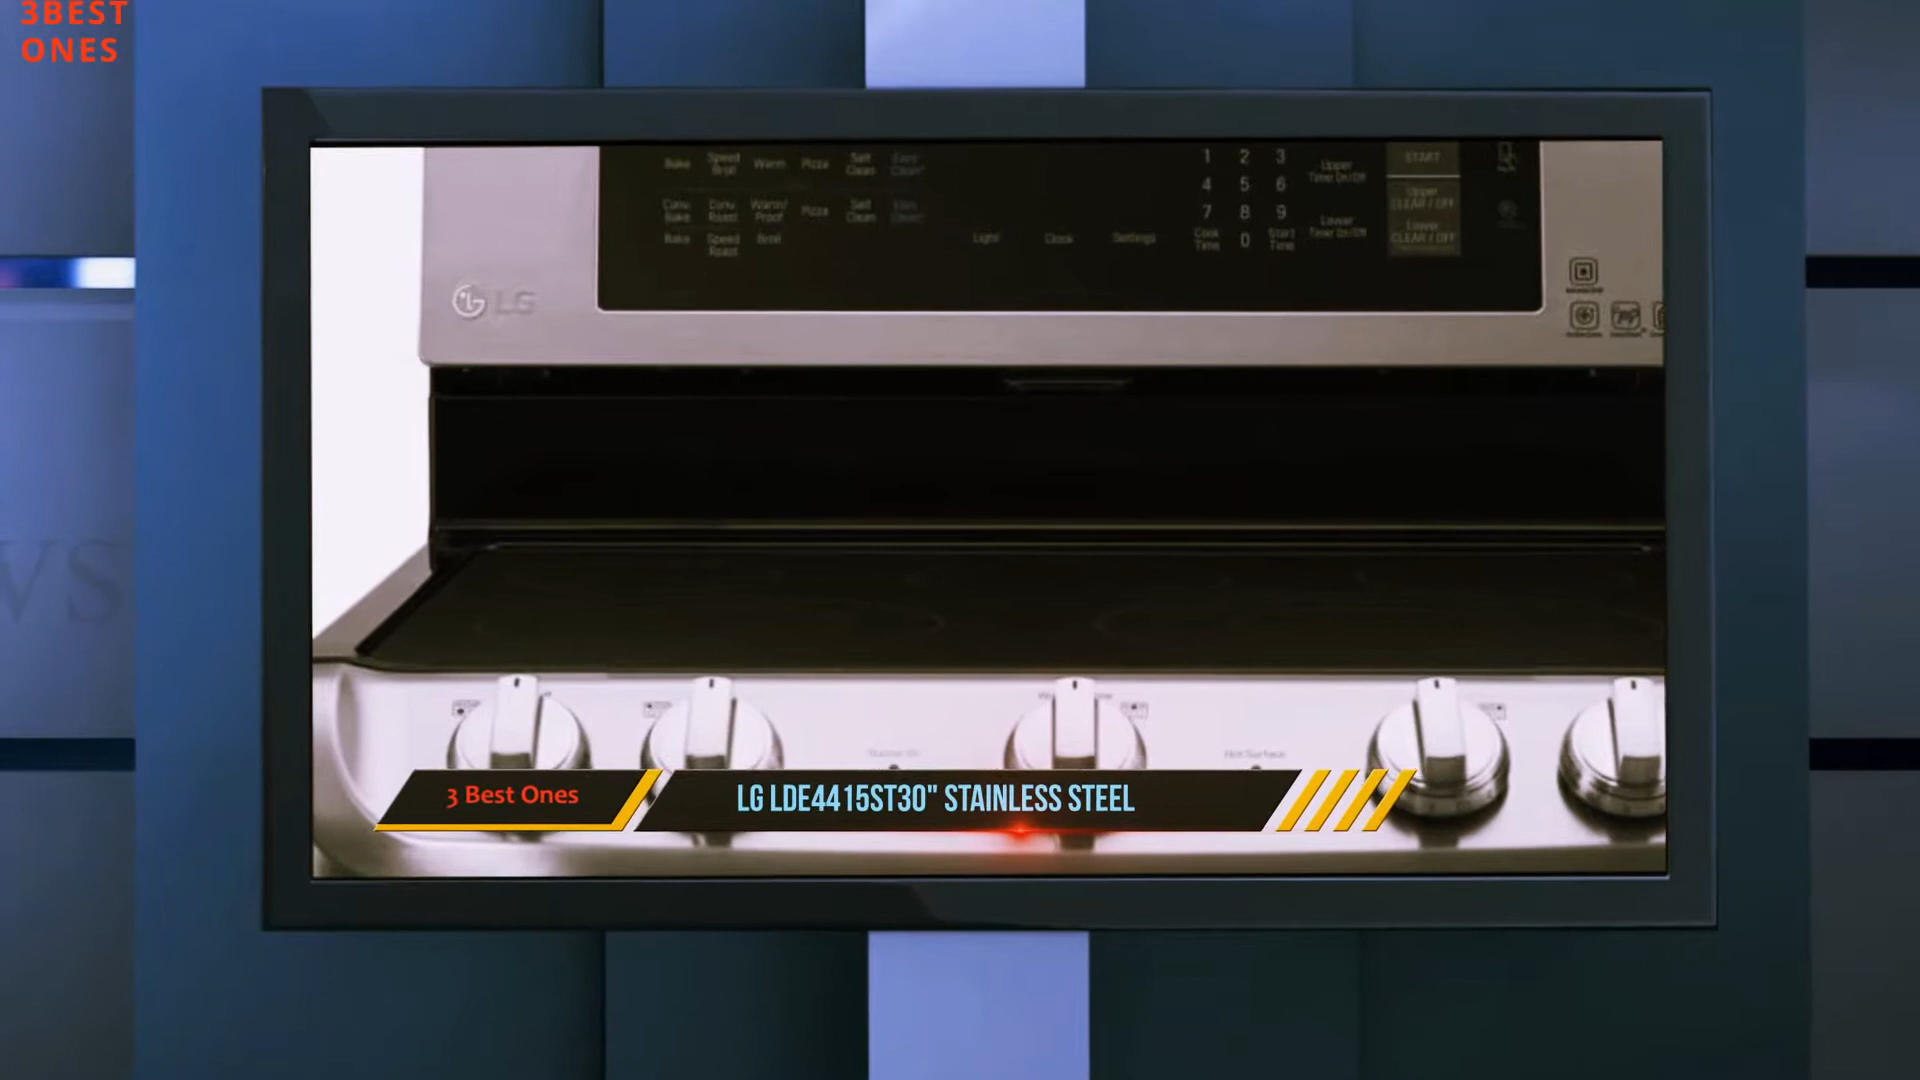 3BEST
ONES
VS
Bake Speed Broil Warm Pizza Self Clean Easy Clean
Conv. Bake Conv. Roast Warm/Proof Pizza Self Clean
Bake Speed Roast Broil
Light Clock Settings
1 2 3
4 5 6
7 8 9
Cook Time 0 Start Time
Upper Timer On/Off
Lower Timer On/Off
START
Upper CLEAR / OFF
Lower CLEAR / OFF
LG
Hot Surface
3 Best Ones
LG LDE4415ST30" STAINLESS STEEL